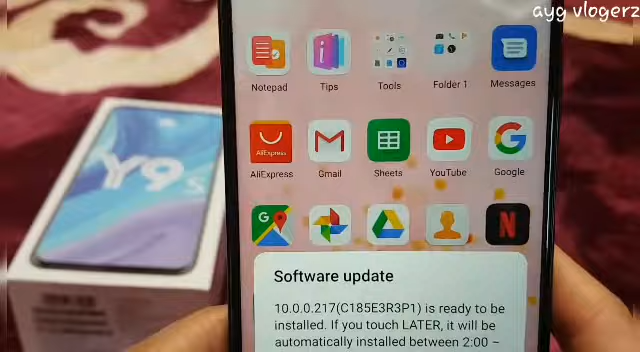 ayg vlogerz
Notepad
Tips
Tools
Folder 1
Messages
AliExpress
AliExpress
Gmail
Sheets
YouTube
Google
G
N
Y9s
Software update
10.0.0.217(C185E3R3P1) is ready to be
installed. If you touch LATER, it will be
automatically installed between 2:00 –